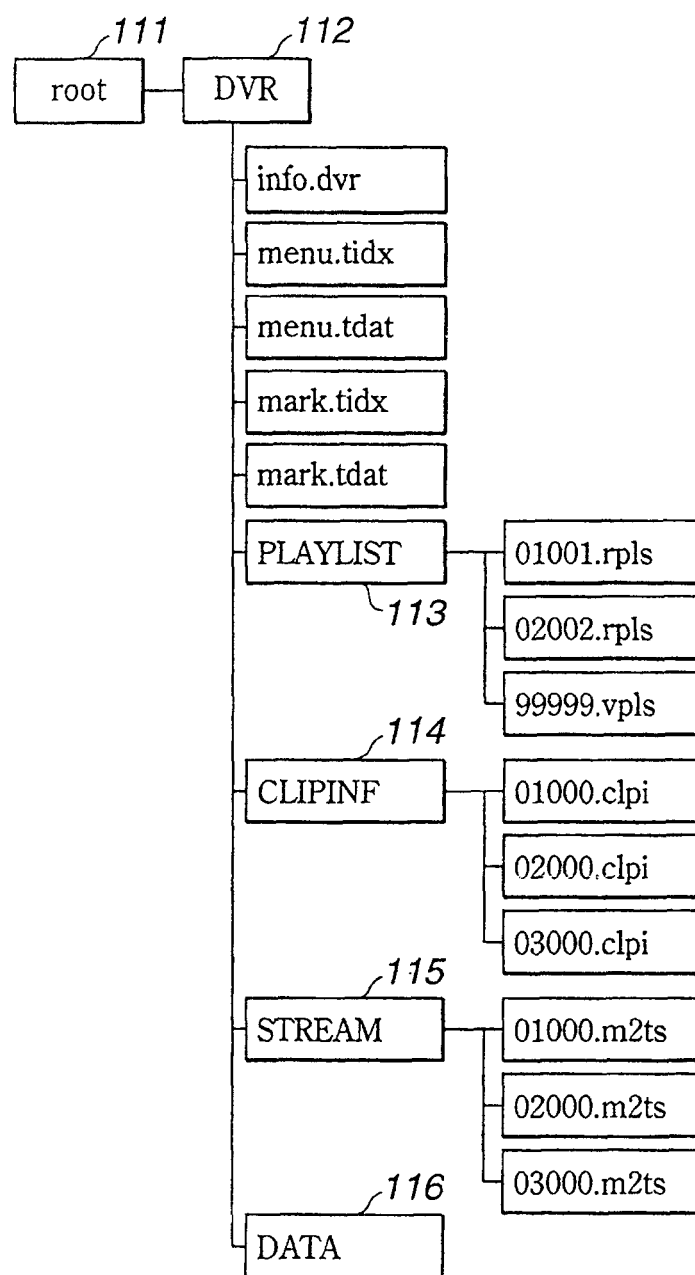 111
112
root
DVR
info.dvr
menu.tidx
menu.tdat
mark.tidx
mark.tdat
PLAYLIST
113
01001.rpls
02002.rpls
99999.vpls
114
CLIPINF
01000.clpi
02000.clpi
03000.clpi
115
STREAM
01000.m2ts
02000.m2ts
03000.m2ts
116
DATA